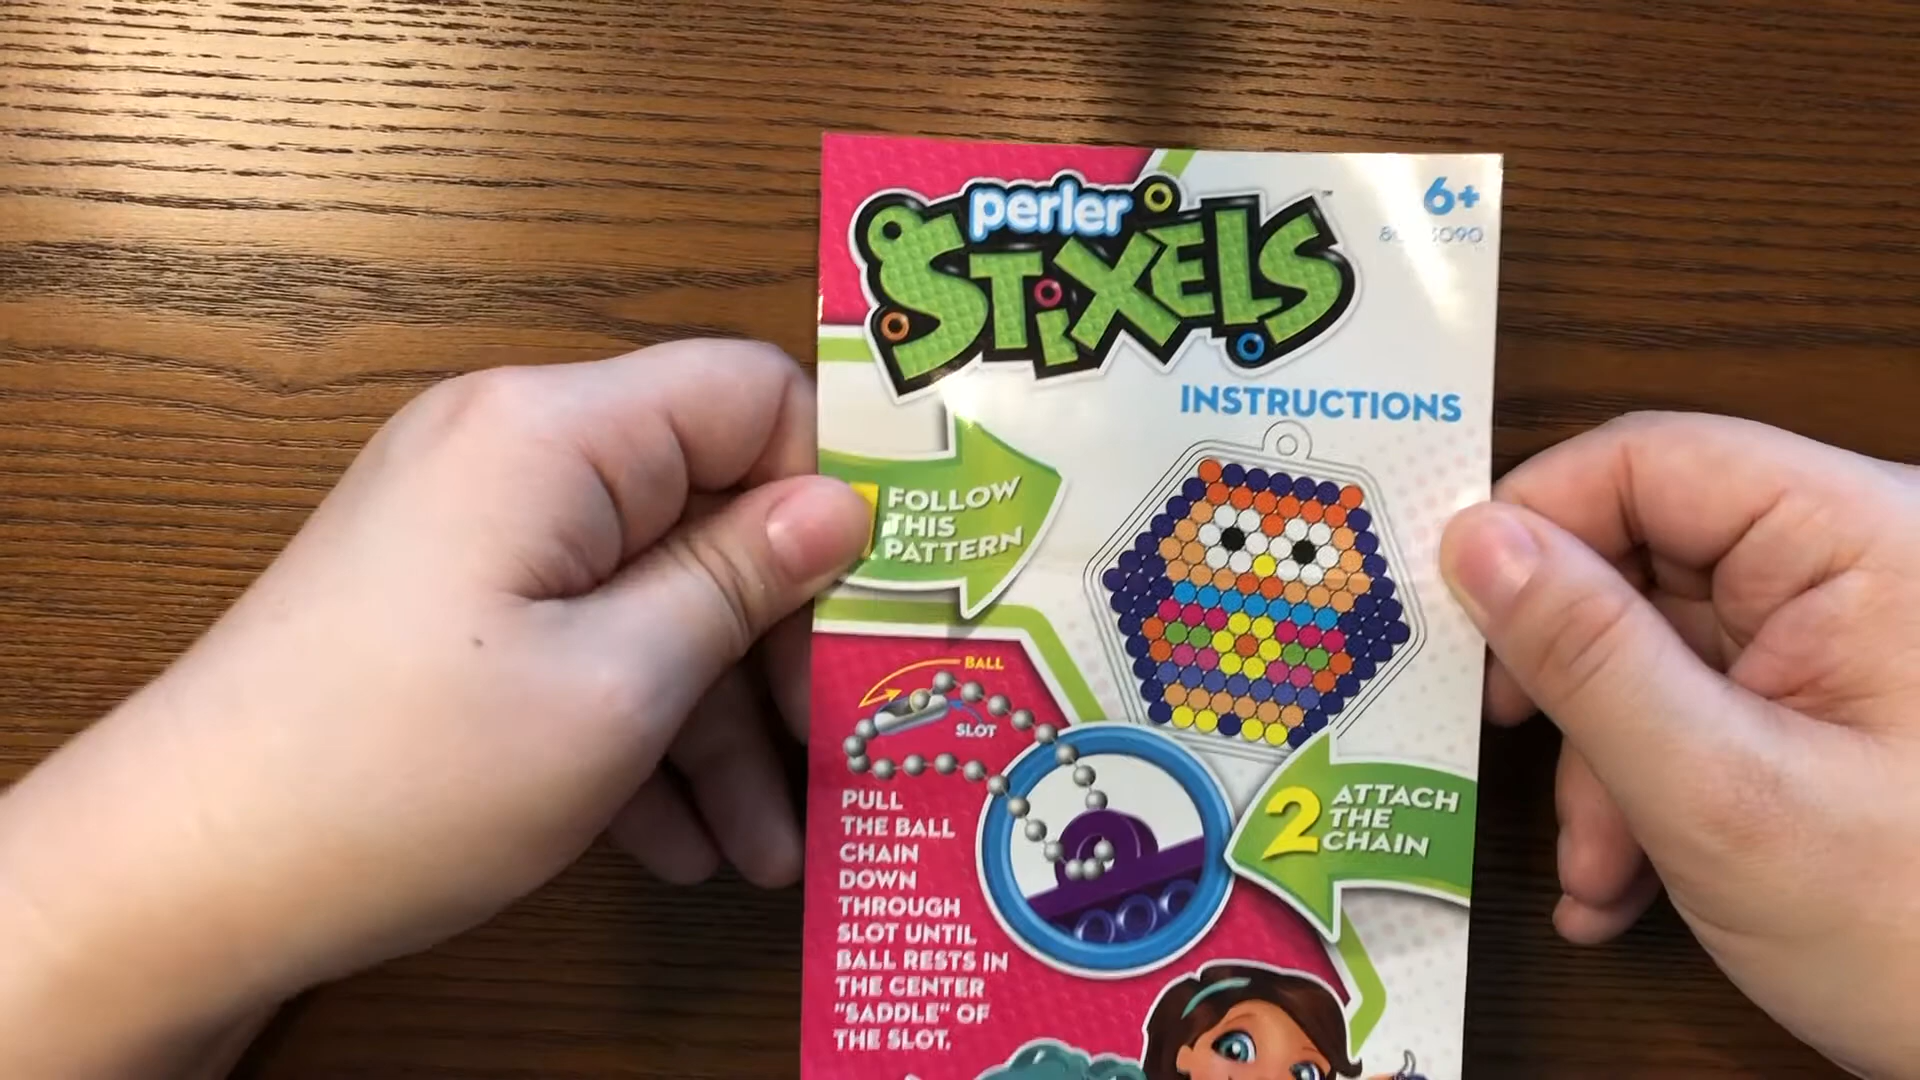 perler
STiXELS
™
6+
INSTRUCTIONS
FOLLOW
THIS
PATTERN
BALL
SLOT
PULL
THE BALL
CHAIN
DOWN
THROUGH
SLOT UNTIL
BALL RESTS IN
THE CENTER
"SADDLE" OF
THE SLOT.
2 ATTACH
THE
CHAIN